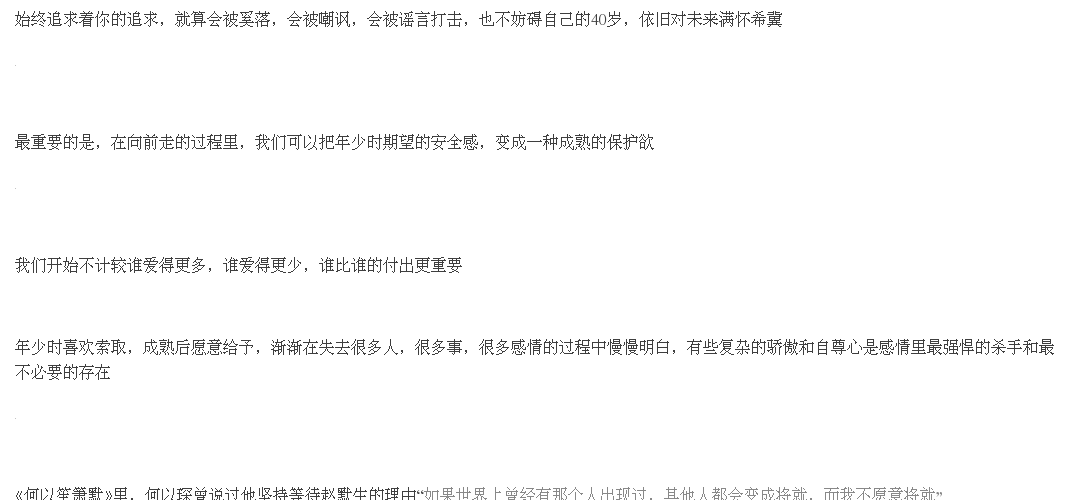 始终追求着你的追求，就算会被奚落，会被嘲讽，会被谣言打击，也不妨碍自己的40岁，依旧对未来满怀希冀
最重要的是，在向前走的过程里，我们可以把年少时期望的安全感，变成一种成熟的保护欲
我们开始不计较谁爱得更多，谁爱得更少，谁比谁的付出更重要
年少时喜欢索取，成熟后愿意给予，渐渐在失去很多人，很多事，很多感情的过程中慢慢明白，有些复杂的骄傲和自尊心是感情里最强悍的杀手和最
不必要的存在
《何以笙箫默》里，何以琛曾说过他坚持等待赵默生的理由“如果世界上曾经有那个人出现过，其他人都会变成将就，而我不愿意将就”